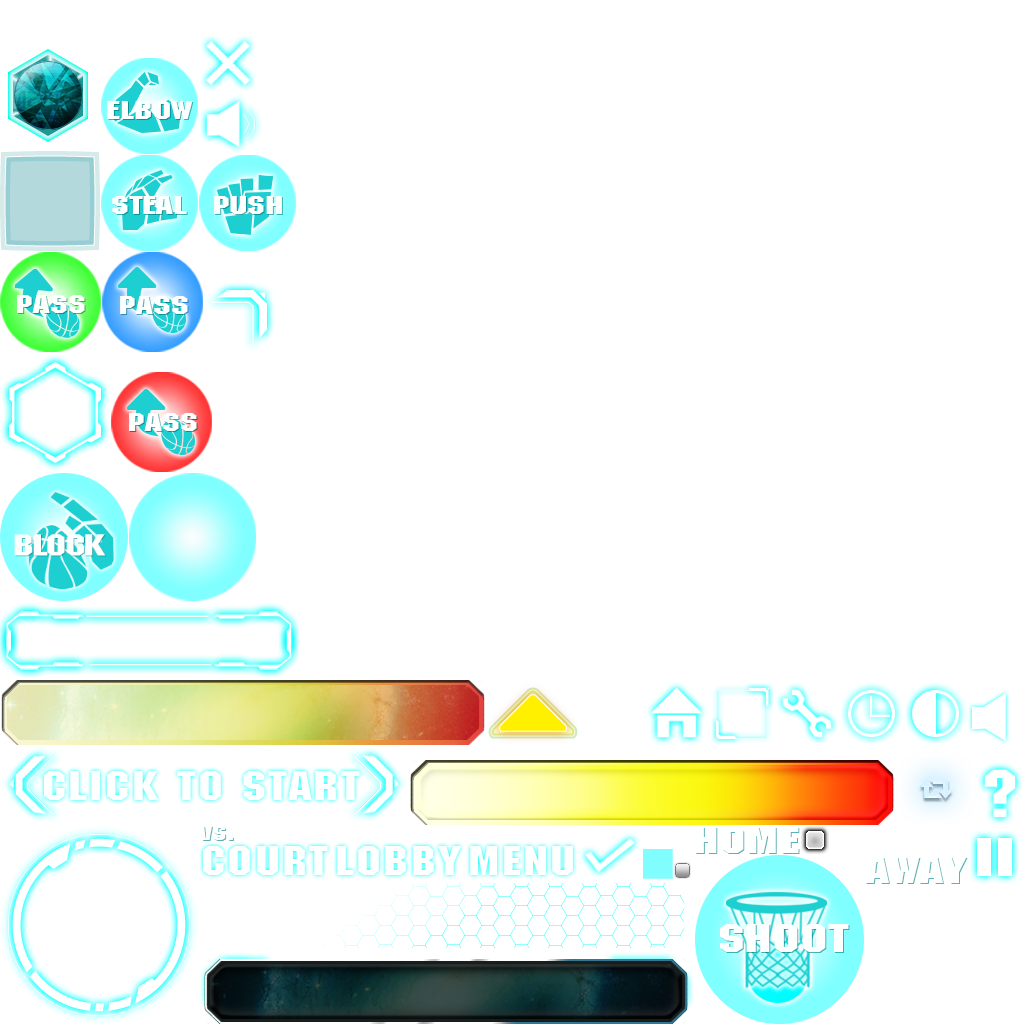 ELBOW
STEAL
PUSH
PASS
PASS
PASS
BLOCK
CLICK TO START
?
VS.
COURT LOBBY MENU
HOME
AWAY
SHOOT